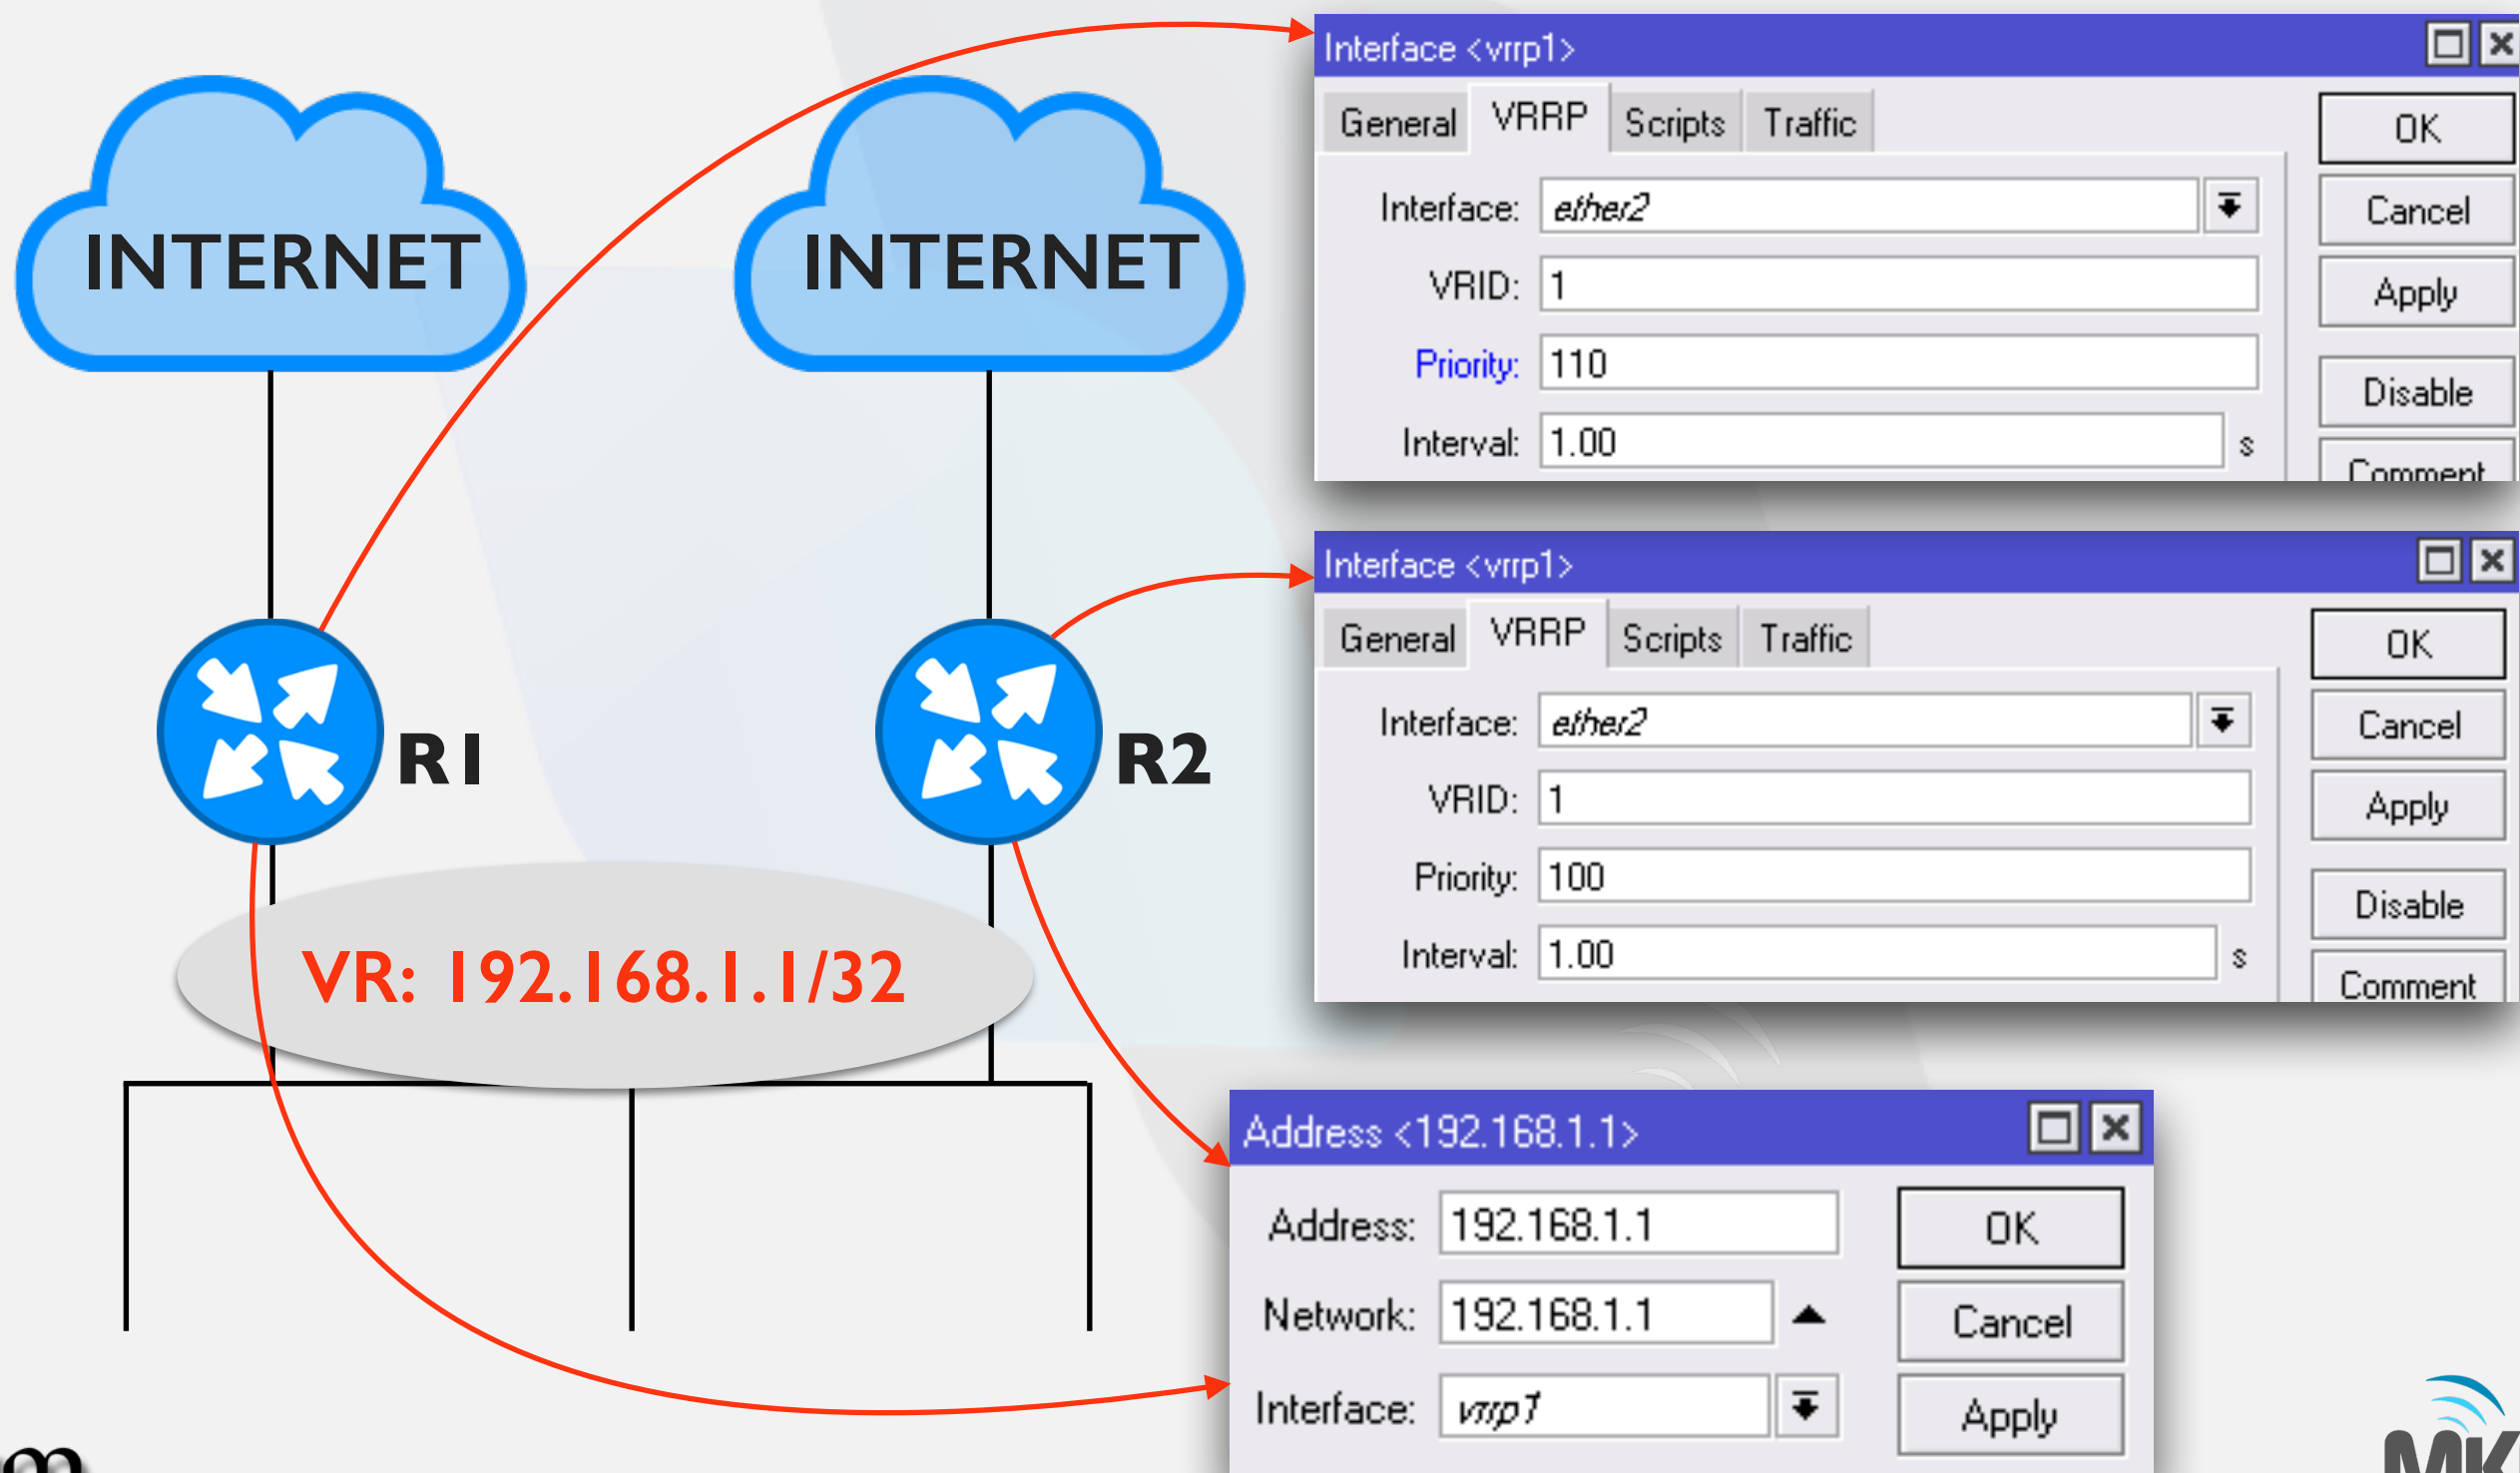 INTERNET
INTERNET
R1
R2
VR: 192.168.1.1/32
Interface <vrrp1>
General VRRP Scripts Traffic
Interface: ether2
VRID: 1
Priority: 110
Interval: 1.00 s
OK
Cancel
Apply
Disable
Comment
Interface <vrrp1>
General VRRP Scripts Traffic
Interface: ether2
VRID: 1
Priority: 100
Interval: 1.00 s
OK
Cancel
Apply
Disable
Comment
Address <192.168.1.1>
Address: 192.168.1.1
Network: 192.168.1.1
Interface: vrrp1
OK
Cancel
Apply